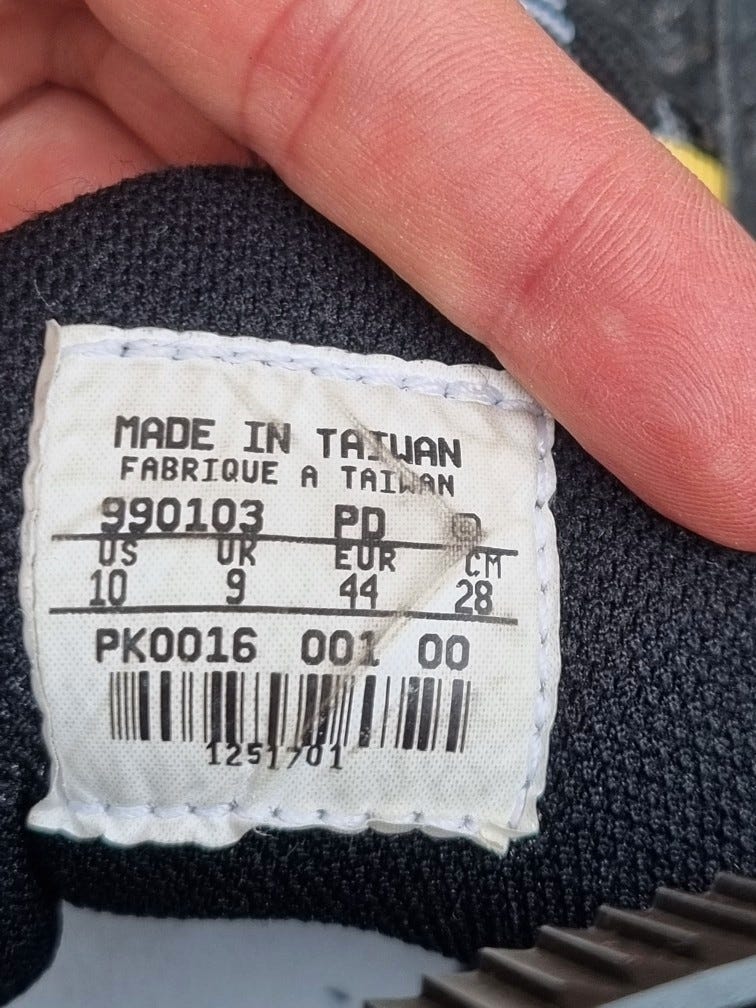 MADE IN TAIWAN
FABRIQUE A TAIWAN
990103 PD
US UK EUR CM
10 9 44 28
PK0016 001 00
1251701